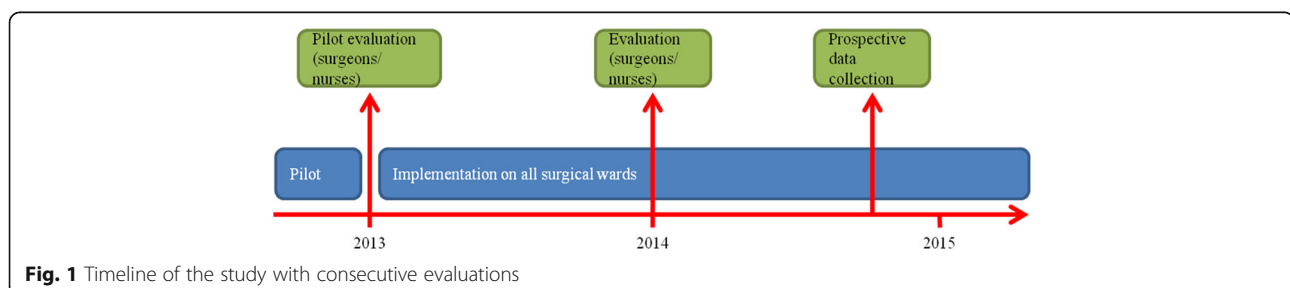 Pilot evaluation
(surgeons/
nurses)
Evaluation
(surgeons/
nurses)
Prospective
data
collection
Pilot
Implementation on all surgical wards
2013
2014
2015
Fig. 1 Timeline of the study with consecutive evaluations